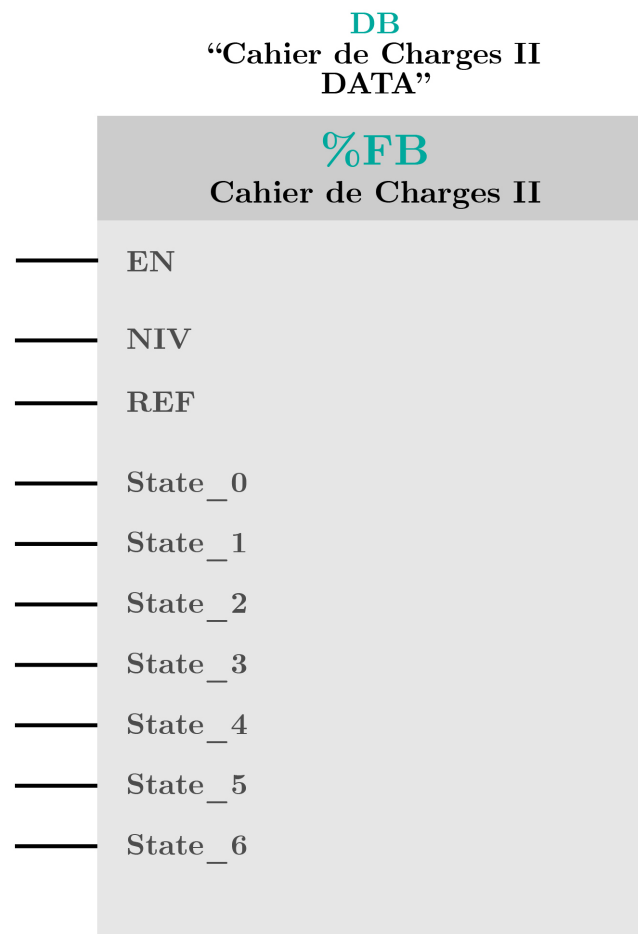 DB
“Cahier de Charges II
DATA”
%FB
Cahier de Charges II
EN
NIV
REF
State_0
State_1
State_2
State_3
State_4
State_5
State_6